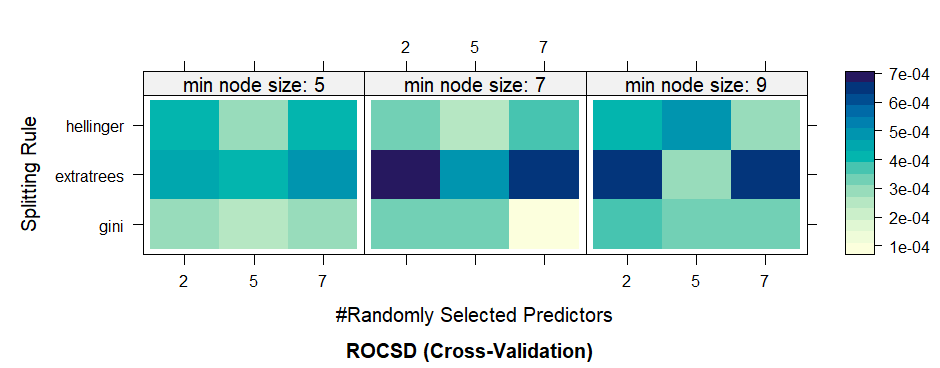 2 5 7
min node size: 5 min node size: 7 min node size: 9
Splitting Rule
hellinger
extratrees
gini
2 5 7 2 5 7
#Randomly Selected Predictors
ROCSD (Cross-Validation)
7e-04
6e-04
5e-04
4e-04
3e-04
2e-04
1e-04